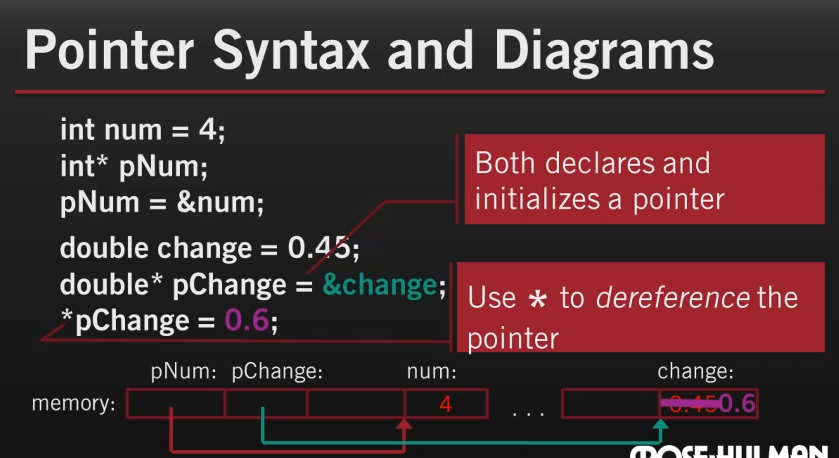 Pointer Syntax and Diagrams
int num = 4;
int* pNum;
pNum = &num;
double change = 0.45;
double* pChange = &change;
*pChange = 0.6;
Both declares and
initializes a pointer
Use * to dereference the
pointer
pNum: pChange: num: change:
memory: 4 ... 0.45 0.6
ROSE-HULMAN